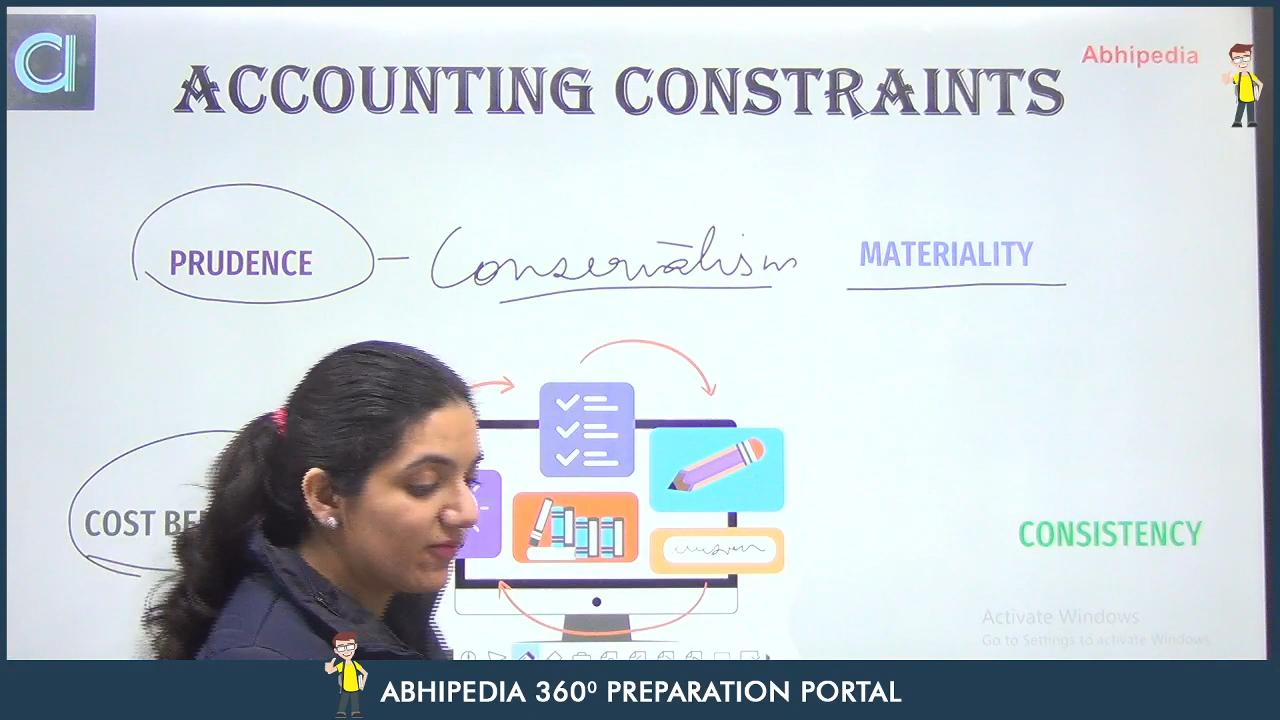 Abhipedia
ACCOUNTING CONSTRAINTS
PRUDENCE – Conservatism MATERIALITY
COST CONSISTENCY
Activate Windows
Go to Settings to activate Windows
ABHIPEDIA 360⁰ PREPARATION PORTAL